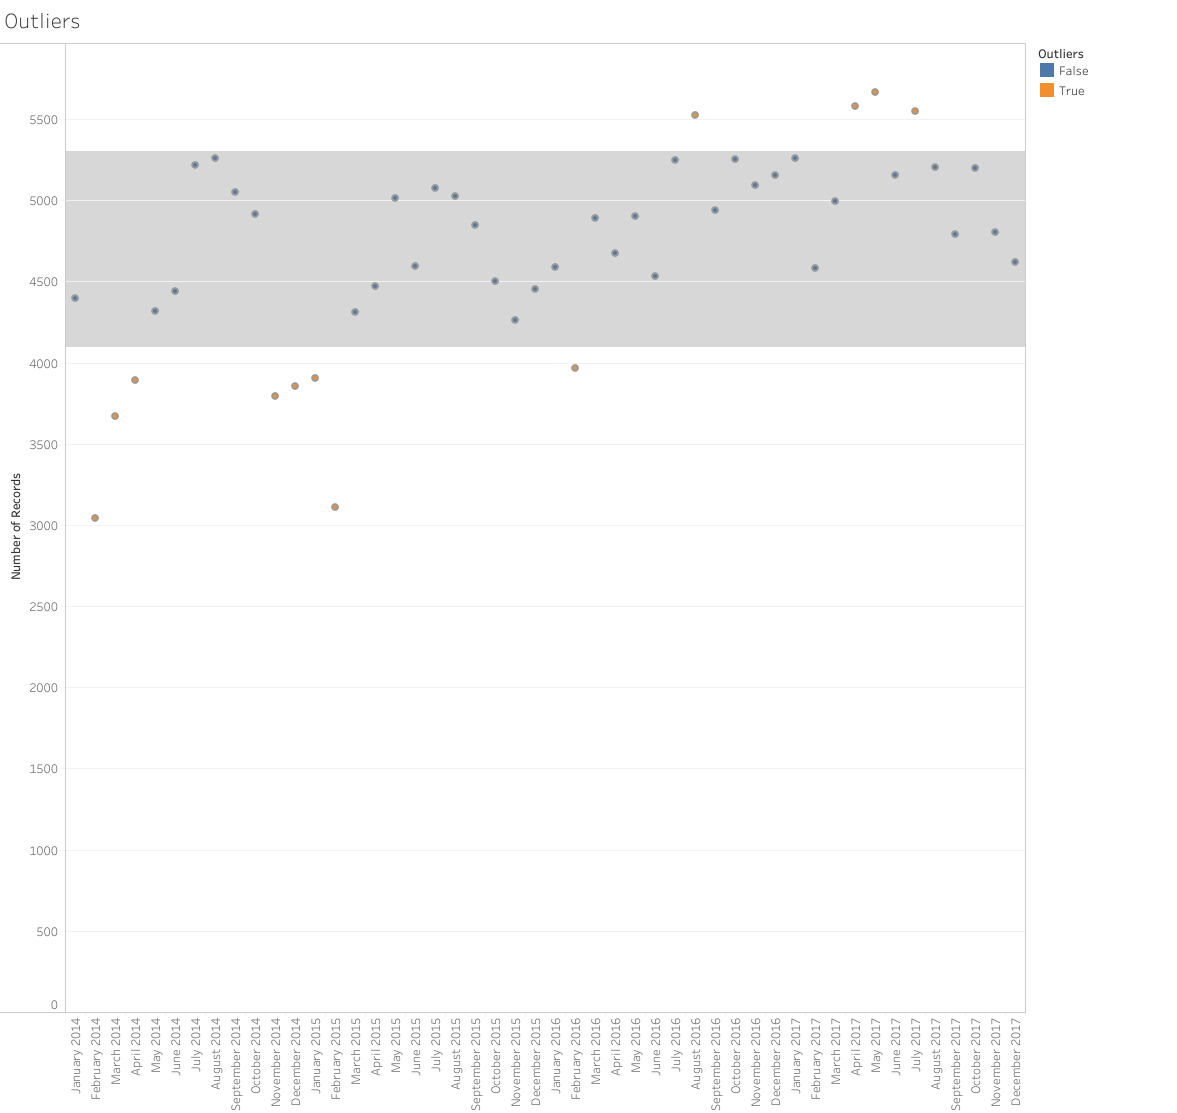 Outliers
Outliers
False
True
5500
5000
4500
4000
3500
3000
2500
2000
1500
1000
500
0
Number of Records
January 2014
February 2014
March 2014
April 2014
May 2014
June 2014
July 2014
August 2014
September 2014
October 2014
November 2014
December 2014
January 2015
February 2015
March 2015
April 2015
May 2015
June 2015
July 2015
August 2015
September 2015
October 2015
November 2015
December 2015
January 2016
February 2016
March 2016
April 2016
May 2016
June 2016
July 2016
August 2016
September 2016
October 2016
November 2016
December 2016
January 2017
February 2017
March 2017
April 2017
May 2017
June 2017
July 2017
August 2017
September 2017
October 2017
November 2017
December 2017